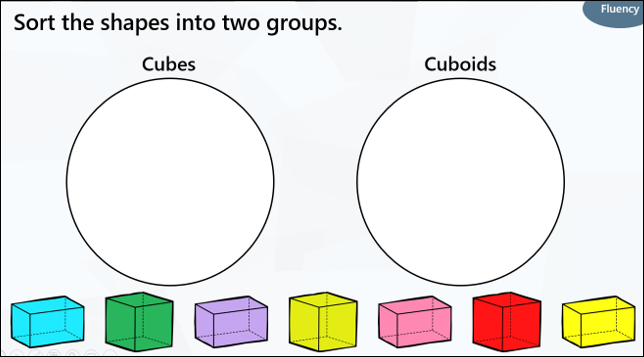 Fluency
Sort the shapes into two groups.
Cubes
Cuboids